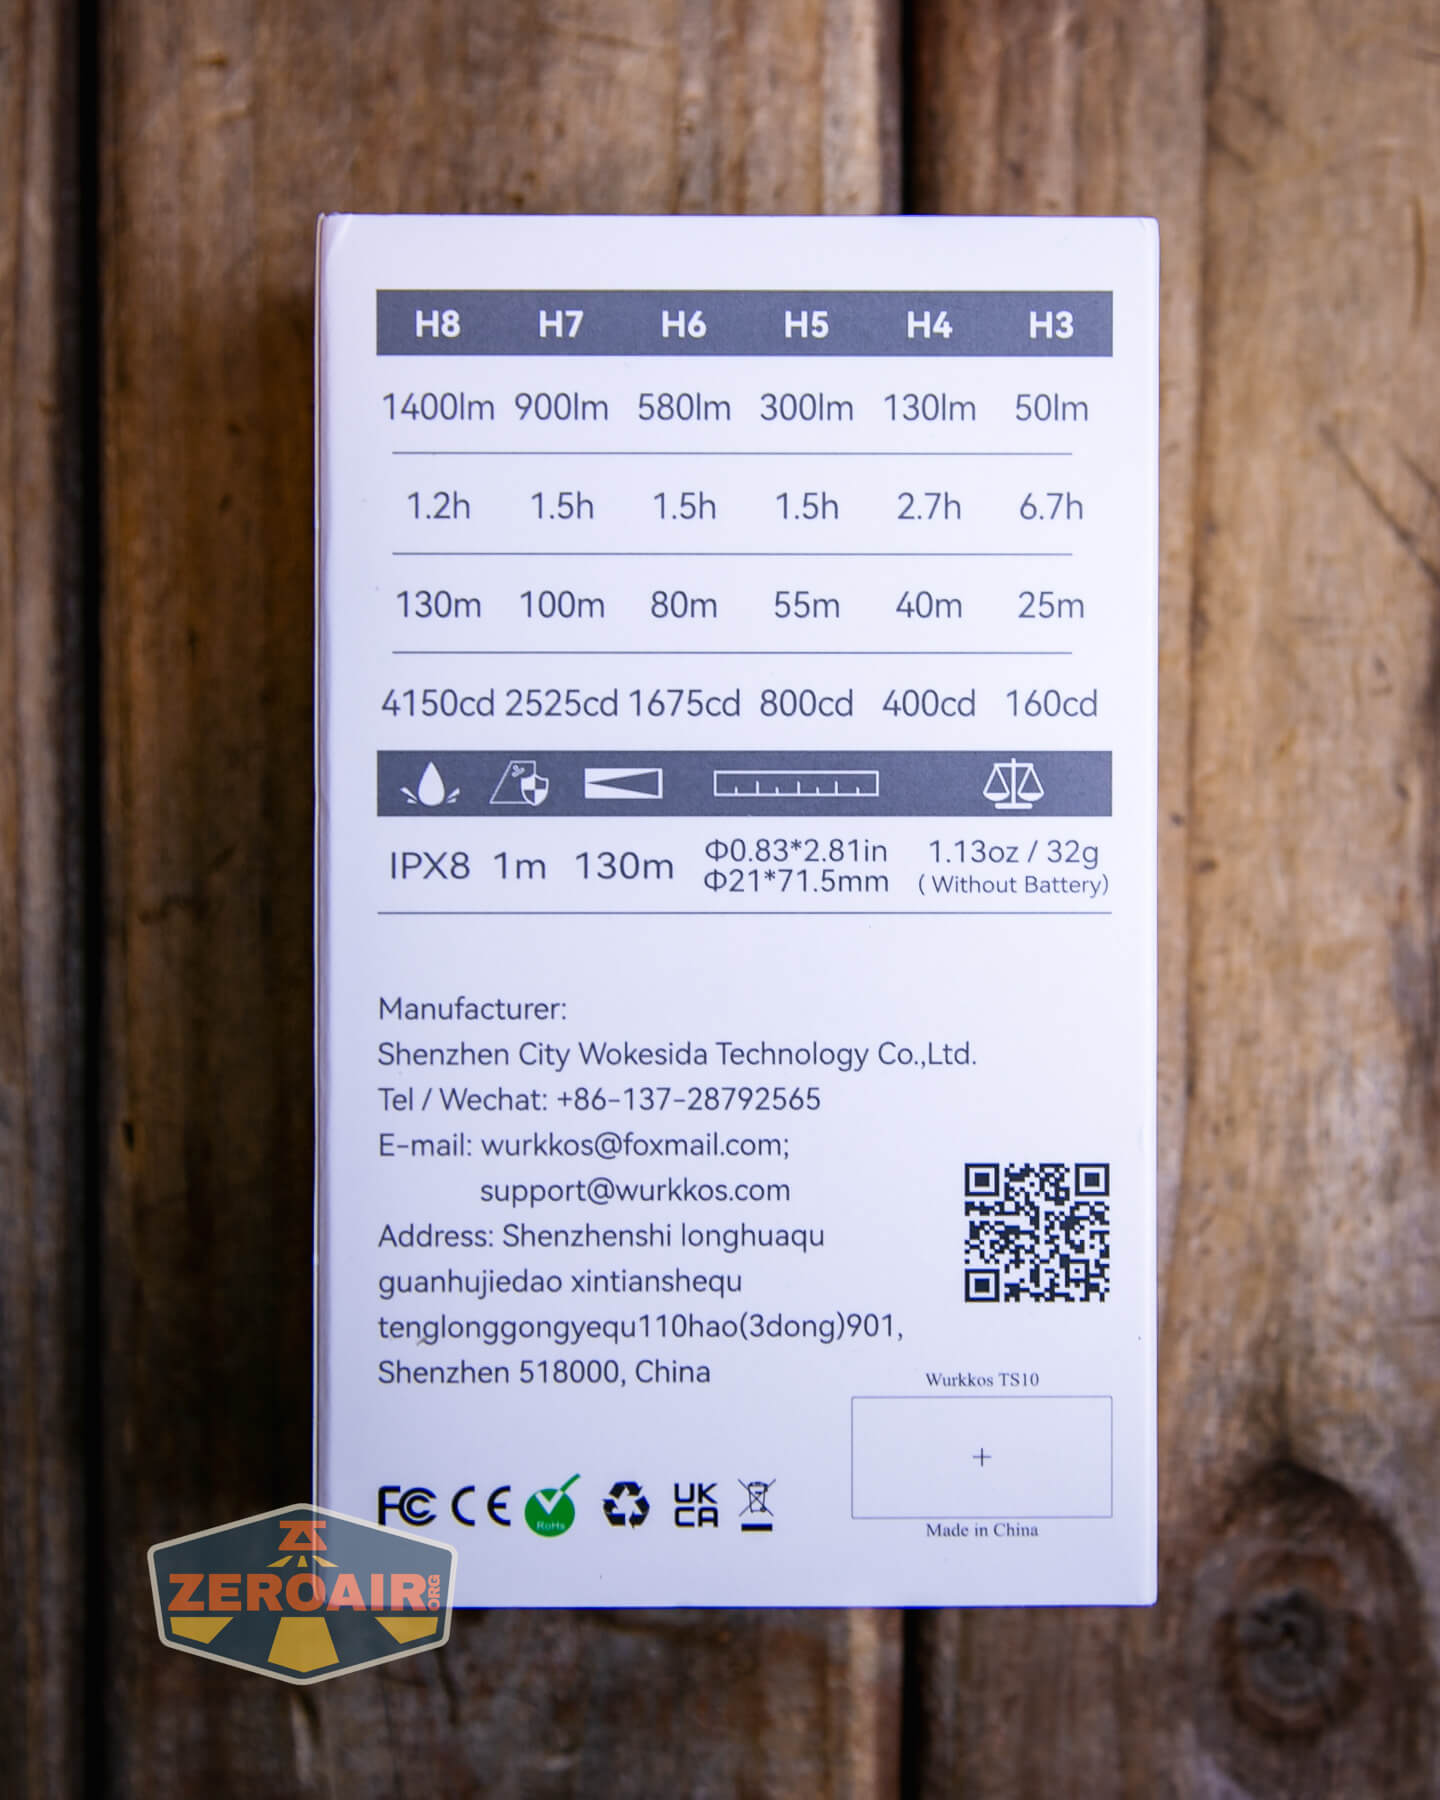 H8 H7 H6 H5 H4 H3
1400lm 900lm 580lm 300lm 130lm 50lm
1.2h 1.5h 1.5h 1.5h 2.7h 6.7h
130m 100m 80m 55m 40m 25m
4150cd 2525cd 1675cd 800cd 400cd 160cd
IPX8 1m 130m Φ0.83*2.81in 1.13oz / 32g
Φ21*71.5mm ( Without Battery)
Manufacturer:
Shenzhen City Wokesida Technology Co.,Ltd.
Tel / Wechat: +86-137-28792565
E-mail: wurkkos@foxmail.com;
support@wurkkos.com
Address: Shenzhenshi longhuaqu
guanhujiedao xintianshequ
tenglonggongyequ110hao(3dong)901,
Shenzhen 518000, China
Wurkkos TS10
+
Made in China
FC CE RoHS UK
CA
ZA
ZEROAIR.ORG